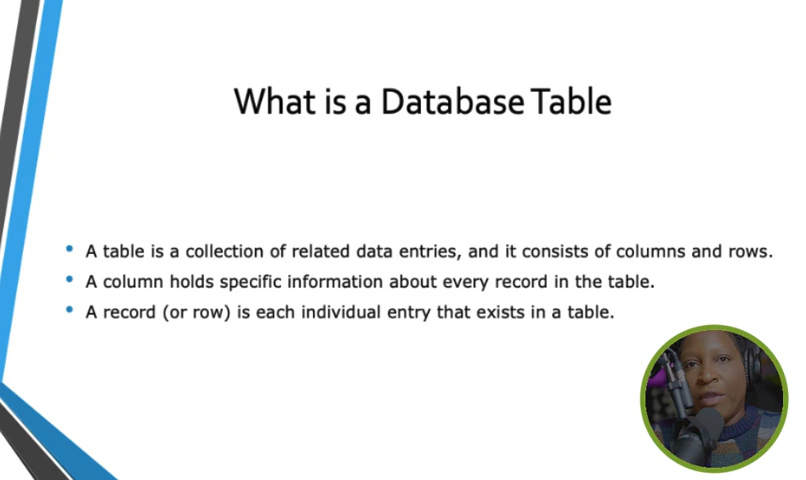 What is a Database Table
• A table is a collection of related data entries, and it consists of columns and rows.
• A column holds specific information about every record in the table.
• A record (or row) is each individual entry that exists in a table.